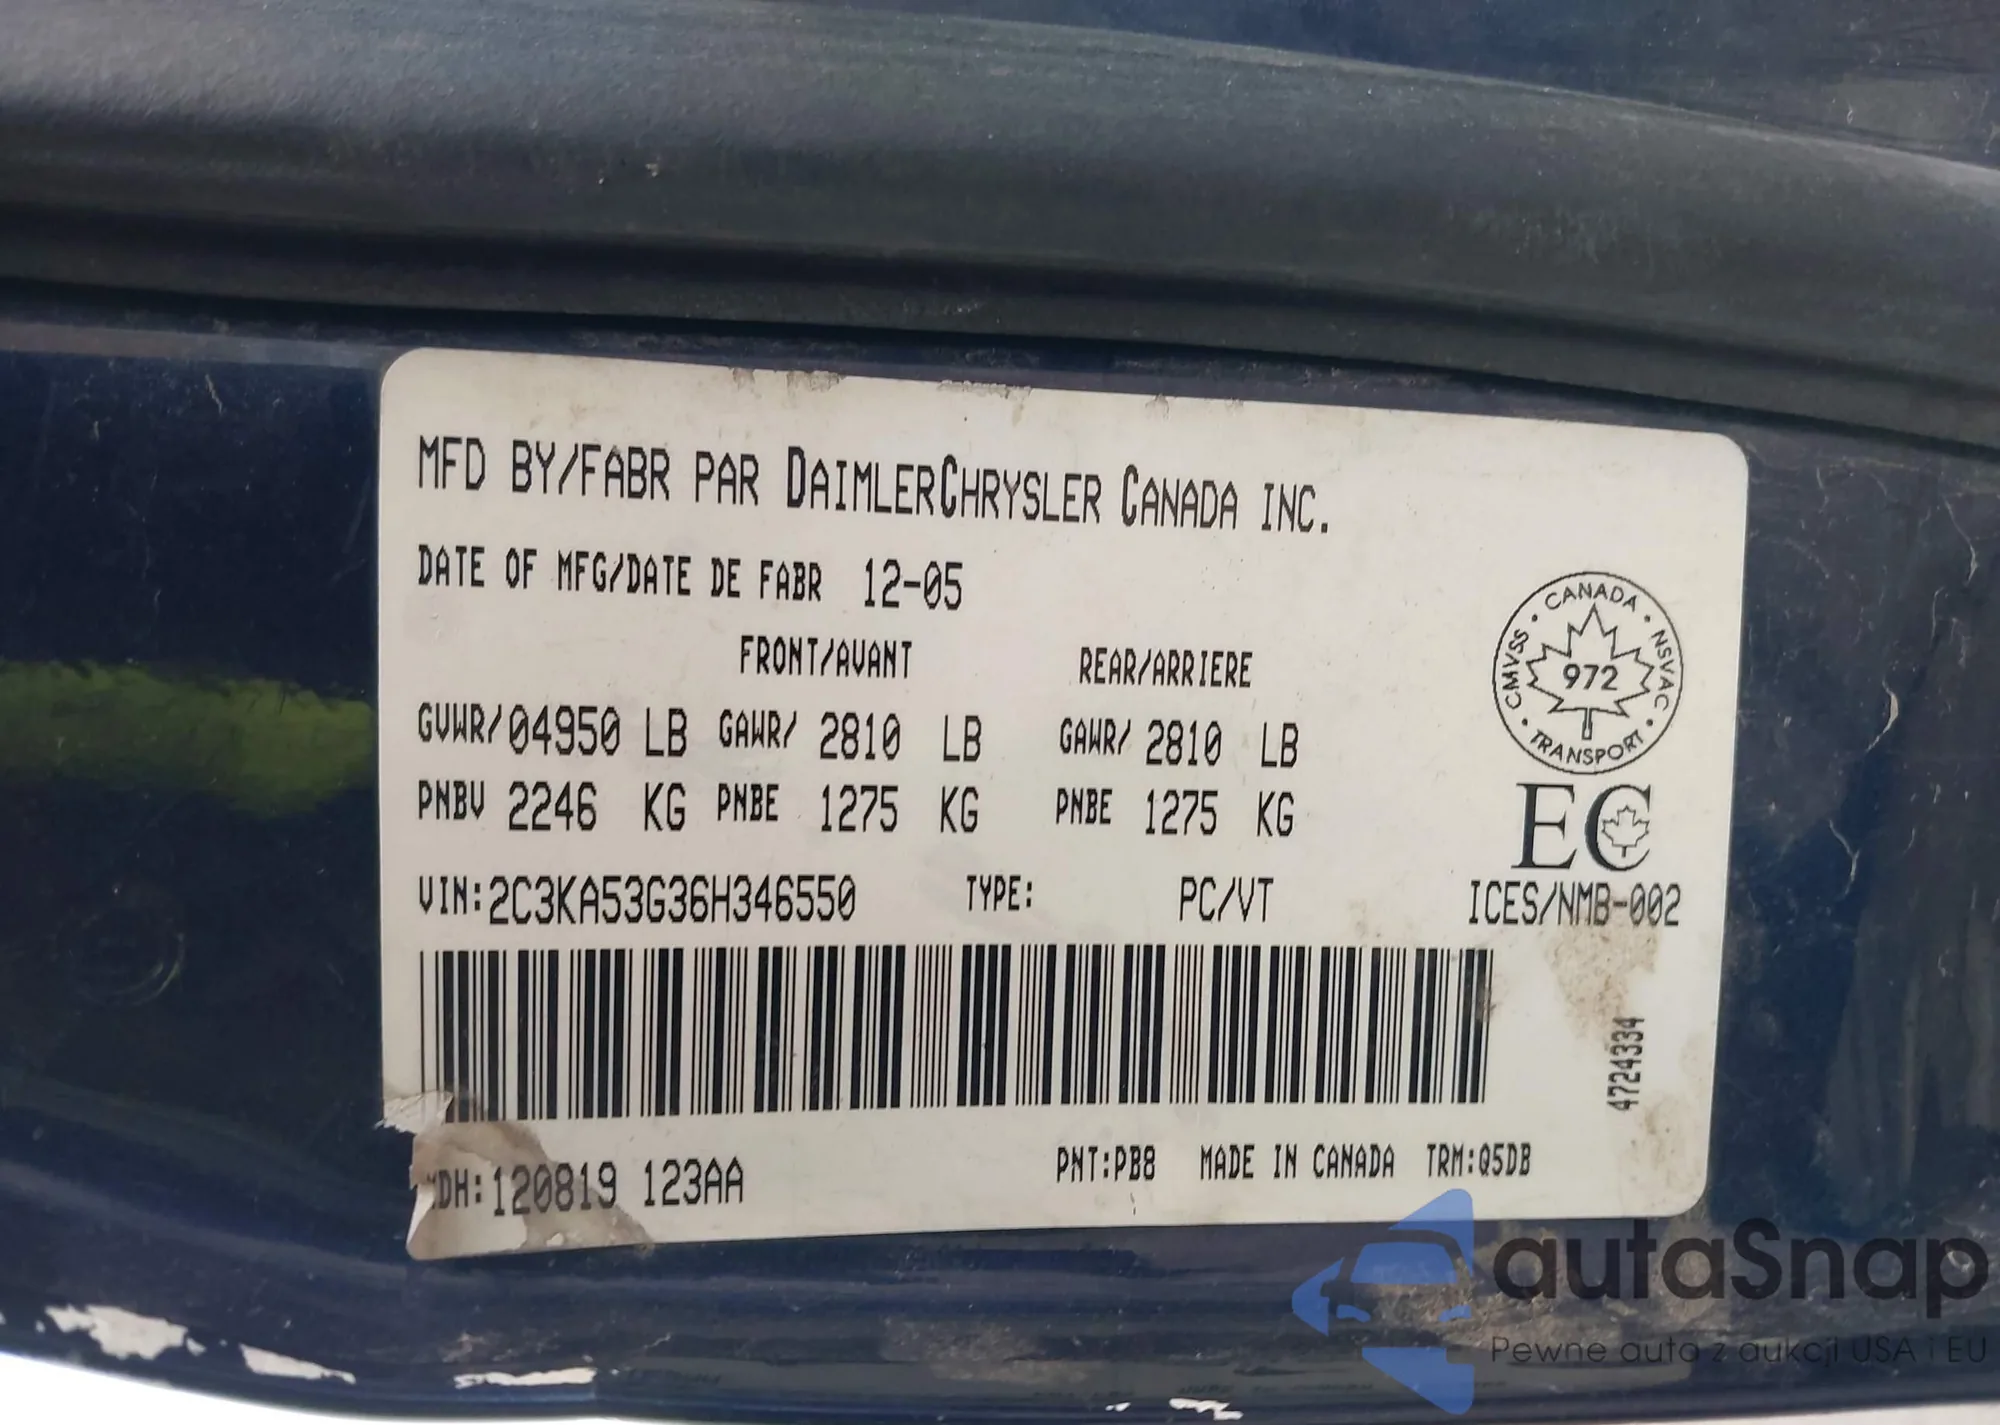 MFD BY/FABR PAR DAIMLERCHRYSLER CANADA INC.
DATE OF MFG/DATE DE FABR 12-05
FRONT/AVANT REAR/ARRIERE
GVWR/04950 LB GAWR/ 2810 LB GAWR/ 2810 LB
PNBV 2246 KG PNBE 1275 KG PNBE 1275 KG
VIN:2C3KA53G36H346550 TYPE: PC/VT
CANADA
CMVSS 972 NSVAC
TRANSPORT
EC
ICES/NMB-002
4724334
MDH:120819 123AA PNT:PB8 MADE IN CANADA TRM:Q5DB
autaSnap
Pewne auta z aukcji USA i EU